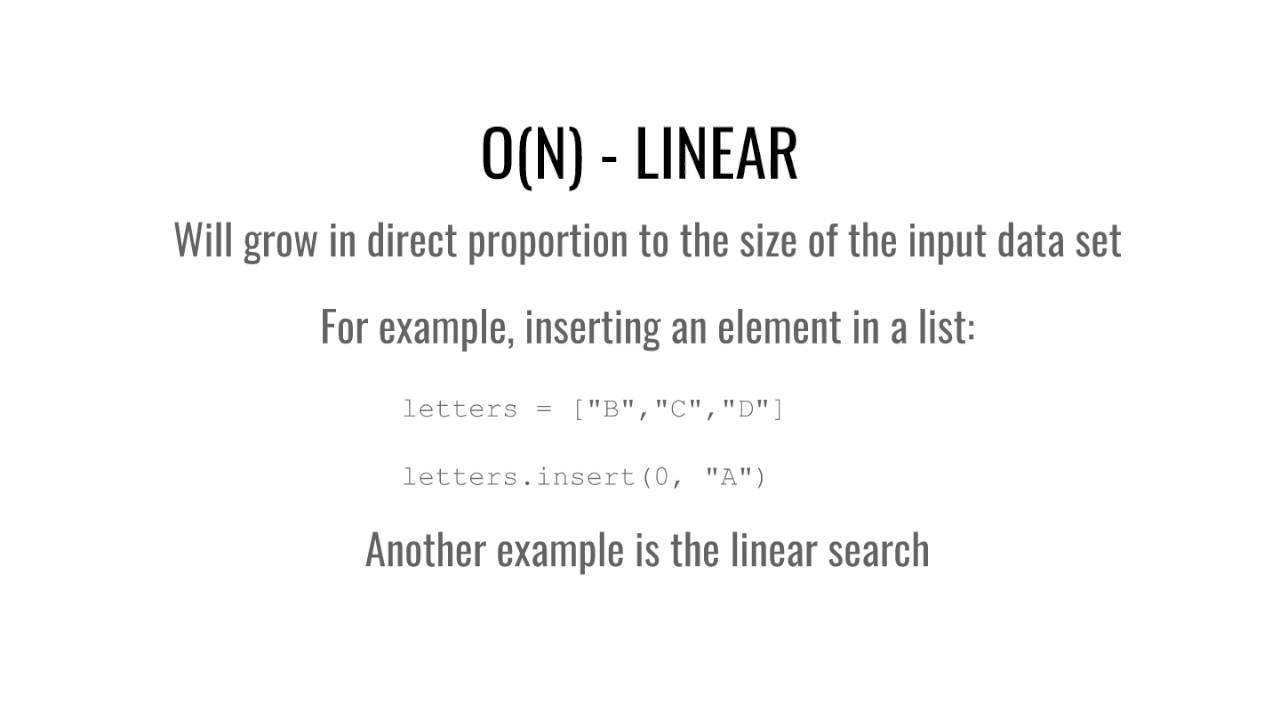 O(N) - LINEAR
Will grow in direct proportion to the size of the input data set
For example, inserting an element in a list:
letters = ["B","C","D"]
letters.insert(0, "A")
Another example is the linear search